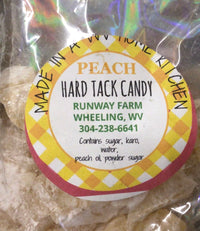 MADE IN A WV HOME KITCHEN
PEACH
HARD TACK CANDY
RUNWAY FARM
WHEELING, WV
304-238-6641
Contains sugar, karo,
water,
peach oil, powder sugar